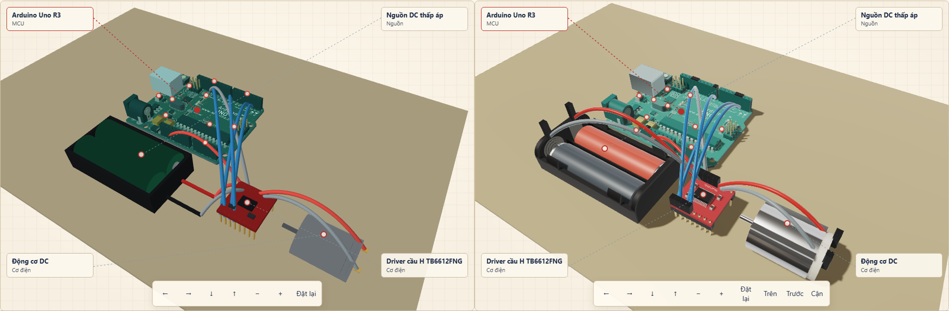 Arduino Uno R3
MCU
Nguồn DC thấp áp
Nguồn
Động cơ DC
Cơ điện
Driver cầu H TB6612FNG
Cơ điện
← → ↓ ↑ − + Đặt lại
Arduino Uno R3
MCU
Nguồn DC thấp áp
Nguồn
Driver cầu H TB6612FNG
Cơ điện
Động cơ DC
Cơ điện
← → ↓ ↑ − + Đặt
lại Trên Trước Cận